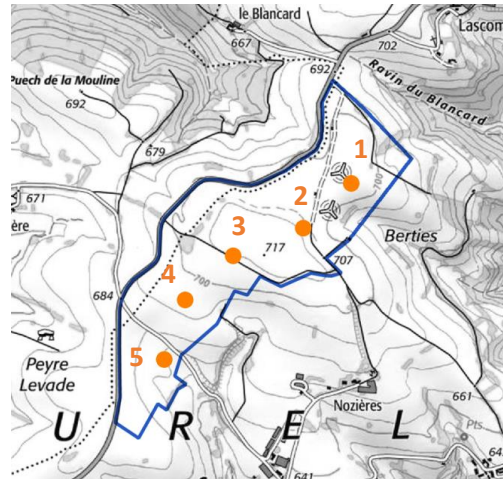 le Blancard
667
692
702
Lascom
Puech de la Mouline
692
Ravin du Blancard
679
1
700
671
ère
2
3
717
Berties
707
4
700
684
5
Peyre
Levade
Nozières
661
U R E L
Pts.
641